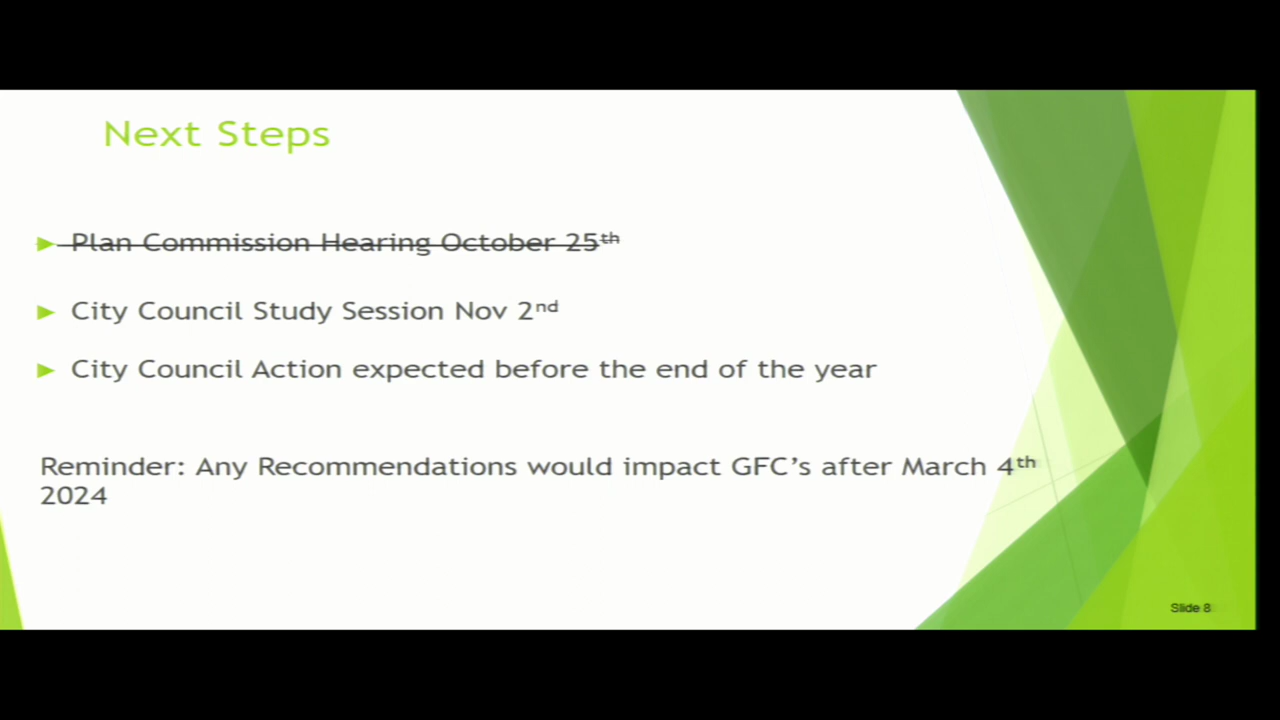 Next Steps
Plan Commission Hearing October 25th
City Council Study Session Nov 2nd
City Council Action expected before the end of the year
Reminder: Any Recommendations would impact GFC's after March 4th
2024
Slide 8